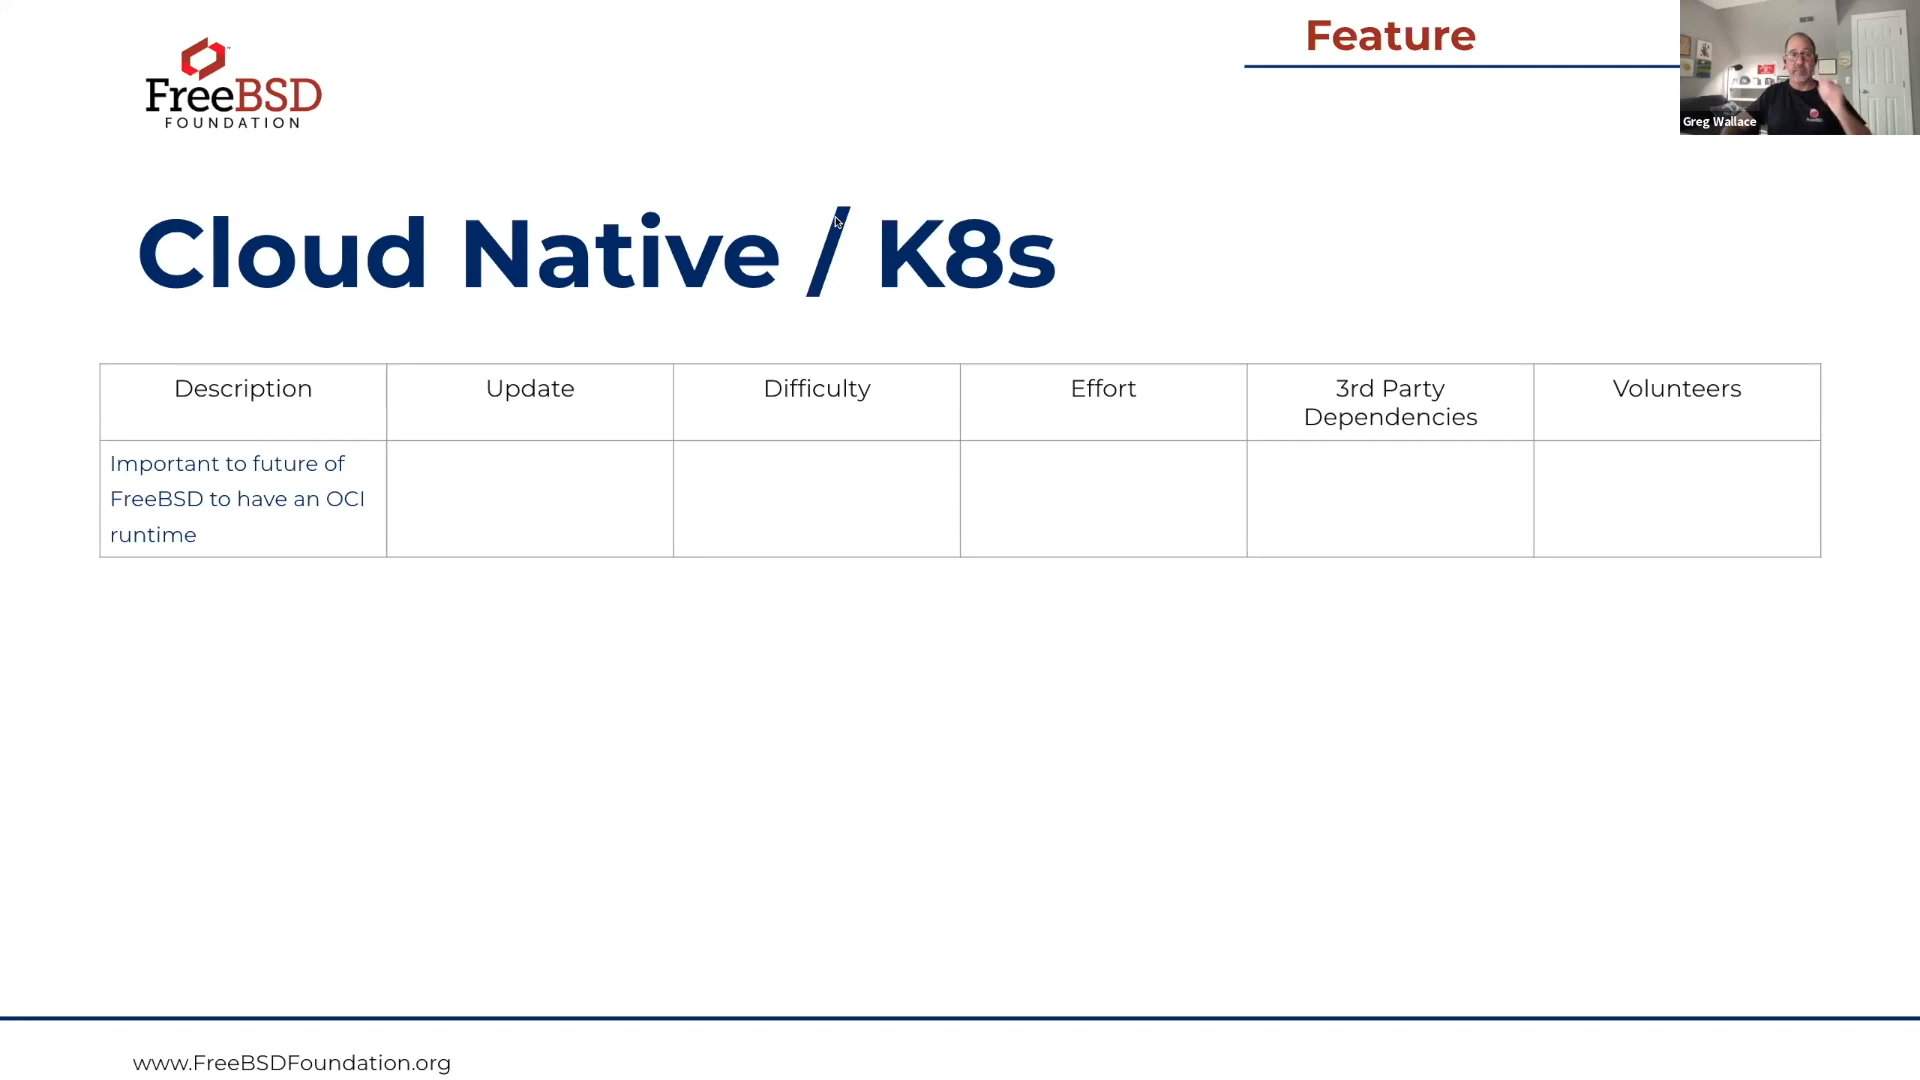 FreeBSD
FOUNDATION
Feature
Greg Wallace
Cloud Native / K8s
Description
Update
Difficulty
Effort
3rd Party
Dependencies
Volunteers
Important to future of
FreeBSD to have an OCI
runtime
www.FreeBSDFoundation.org